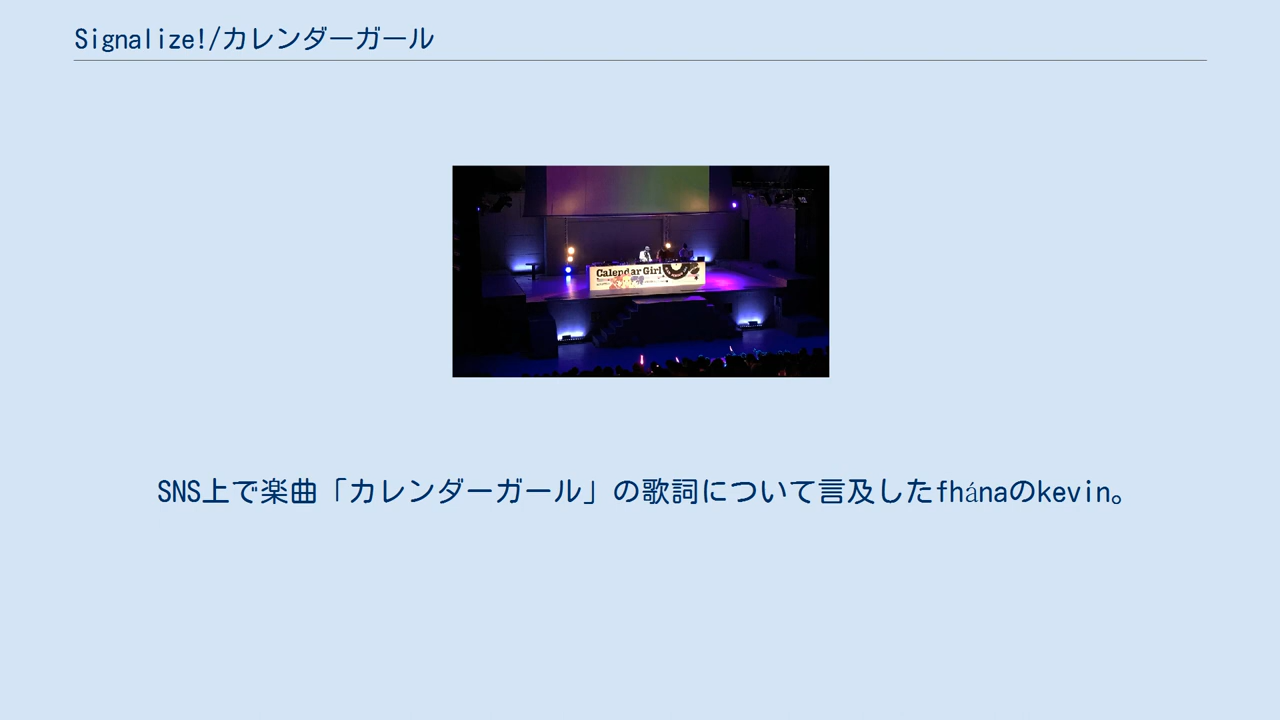 Signalize!/カレンダーガール
Calendar Girl
SNS上で楽曲「カレンダーガール」の歌詞について言及したfhánaのkevin。